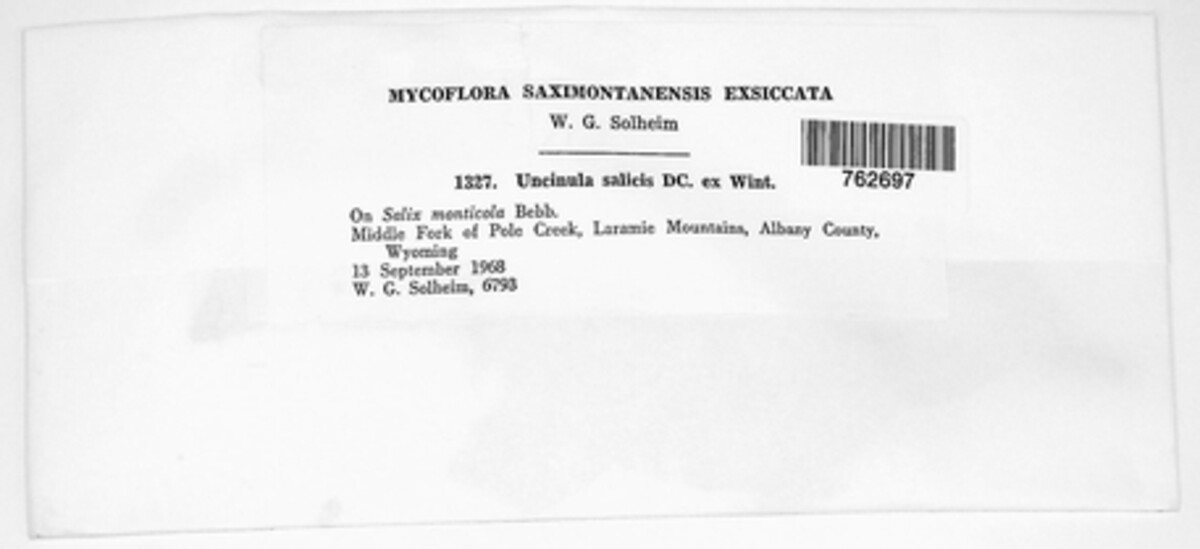 MYCOFLORA SAXIMONTANENSIS EXSICCATA
W. G. Solheim
762697
1327. Uncinula salicis DC. ex Wint.
On Salix monticola Bebb.
Middle Fork of Pole Creek, Laramie Mountains, Albany County,
Wyoming
13 September 1968
W. G. Solheim, 6793